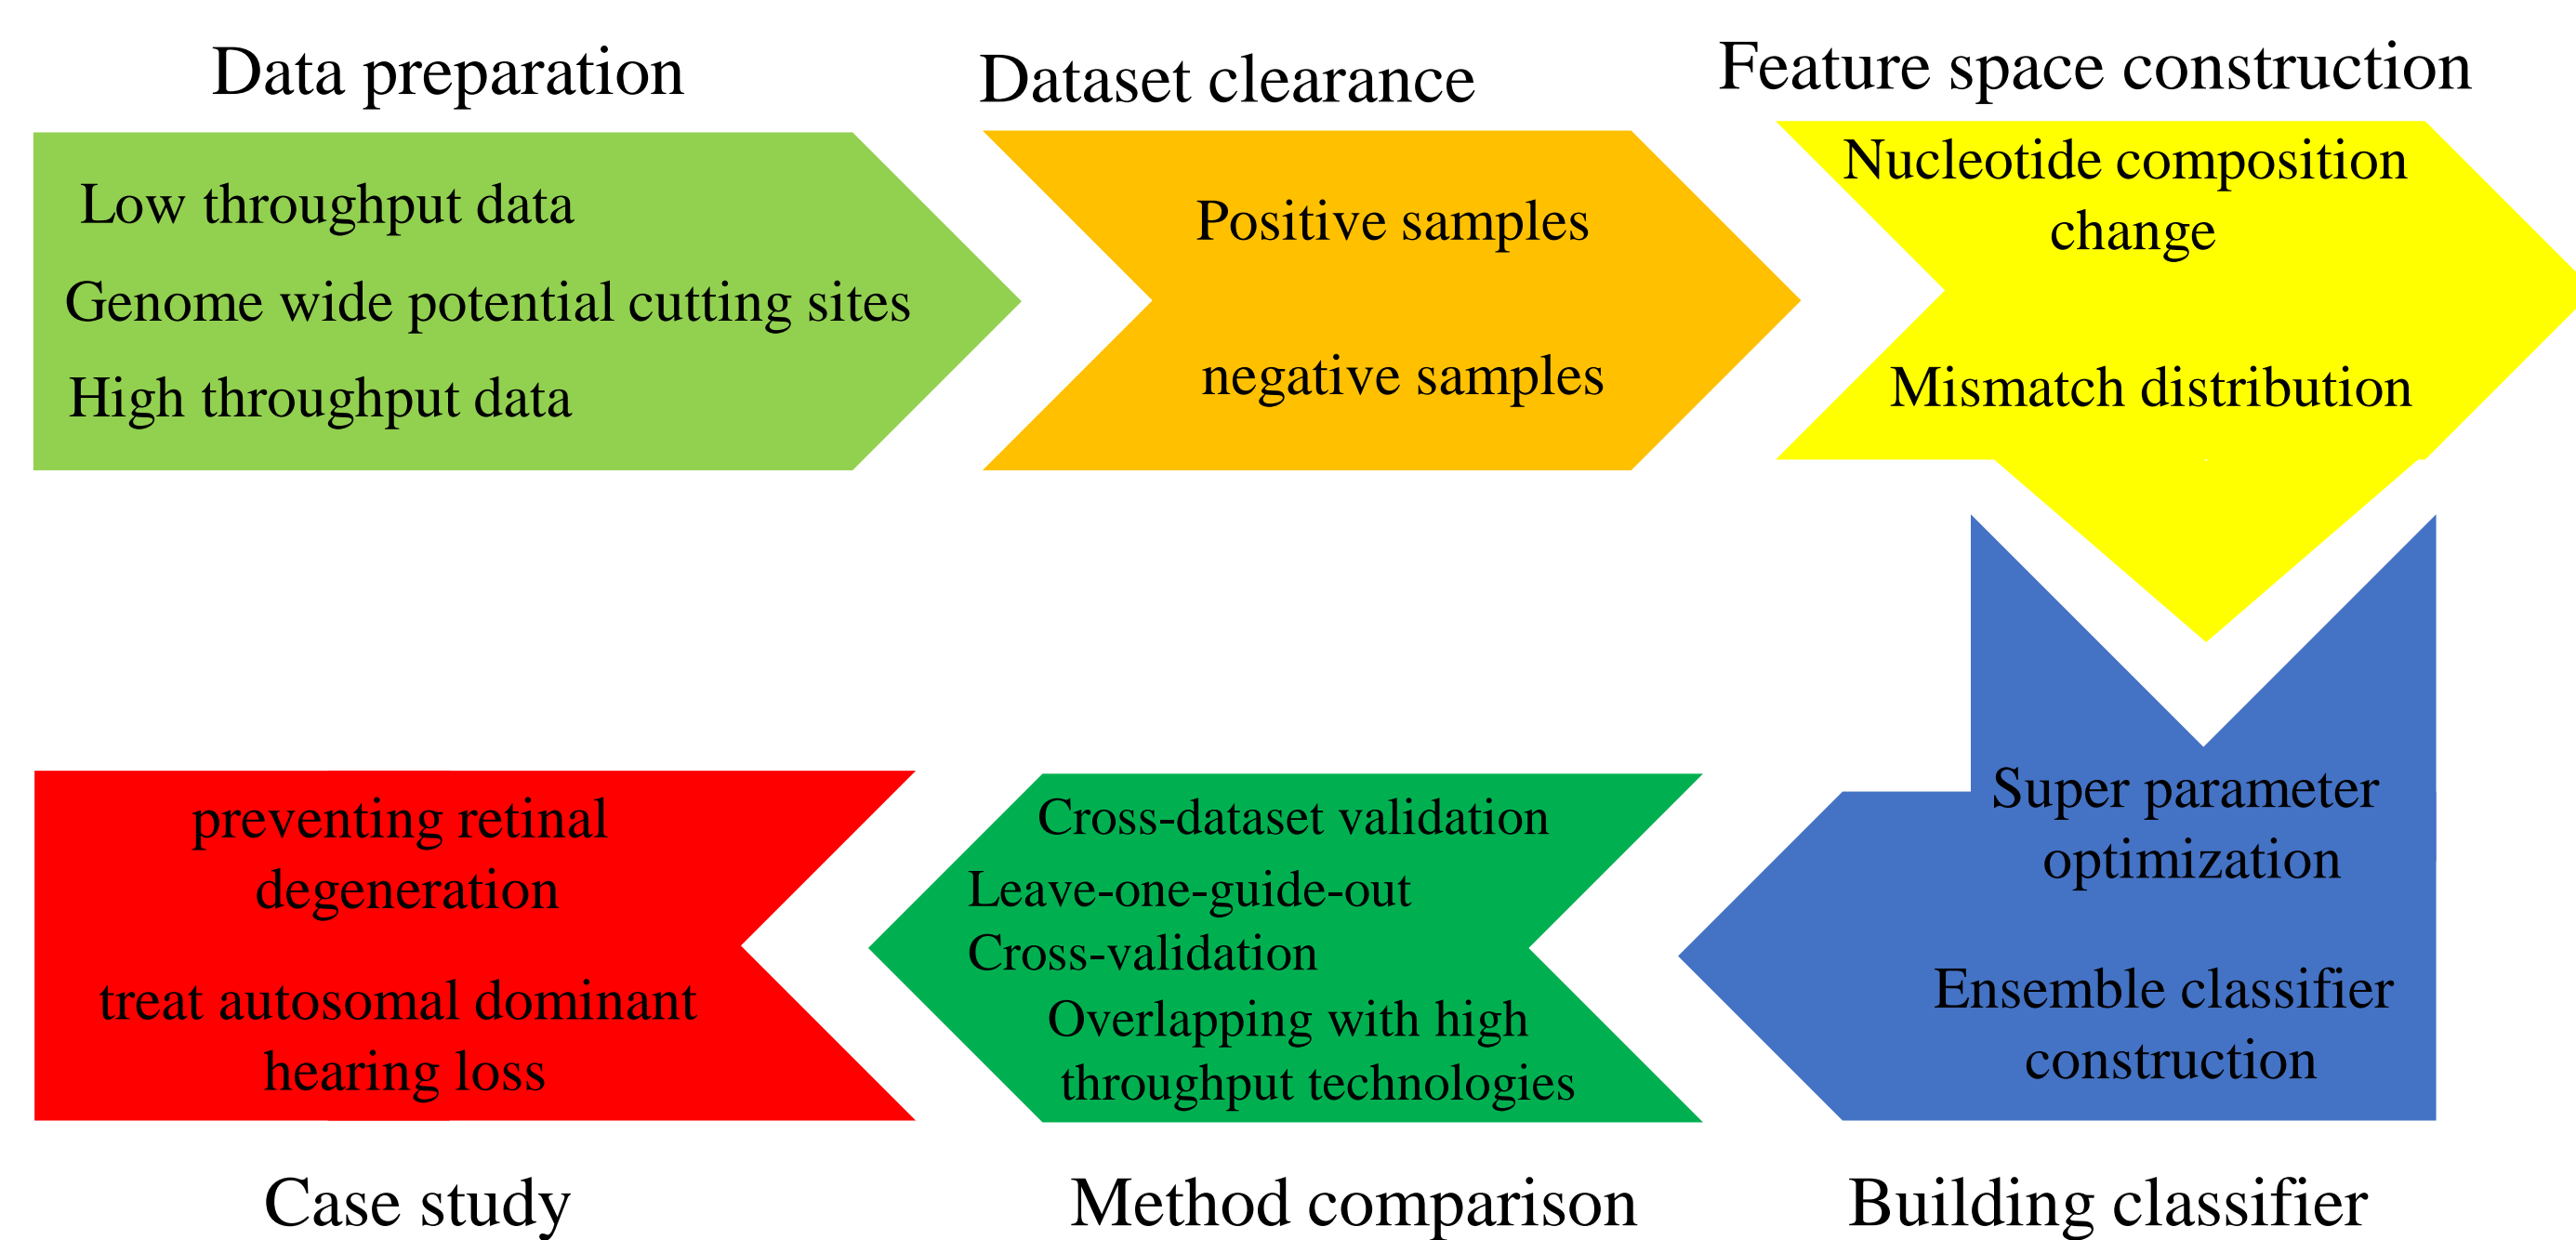 Data preparation
Low throughput data
Genome wide potential cutting sites
High throughput data
Dataset clearance
Positive samples
negative samples
Feature space construction
Nucleotide composition
change
Mismatch distribution
Super parameter
optimization
Ensemble classifier
construction
Building classifier
Cross-dataset validation
Leave-one-guide-out
Cross-validation
Overlapping with high
throughput technologies
Method comparison
preventing retinal
degeneration
treat autosomal dominant
hearing loss
Case study